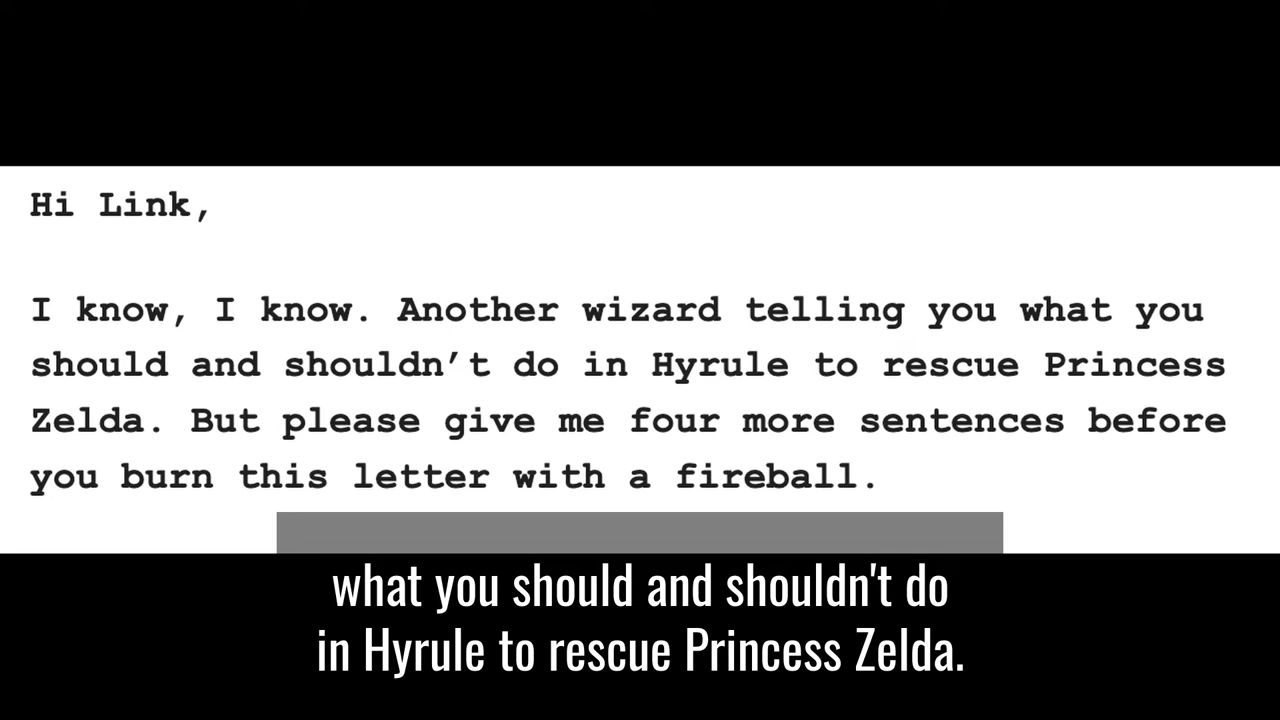 Hi Link,
I know, I know. Another wizard telling you what you
should and shouldn’t do in Hyrule to rescue Princess
Zelda. But please give me four more sentences before
you burn this letter with a fireball.
what you should and shouldn't do
in Hyrule to rescue Princess Zelda.